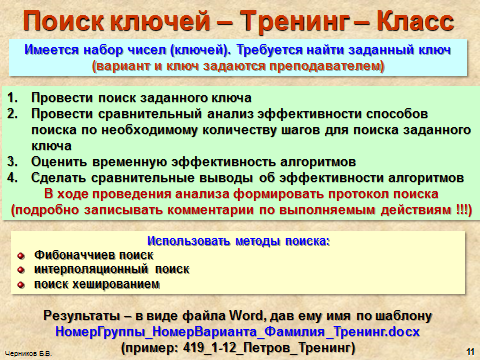 Поиск ключей – Тренинг – Класс
Имеется набор чисел (ключей). Требуется найти заданный ключ
(вариант и ключ задаются преподавателем)
1. Провести поиск заданного ключа
2. Провести сравнительный анализ эффективности способов
поиска по необходимому количеству шагов для поиска заданного
ключа
3. Оценить временную эффективность алгоритмов
4. Сделать сравнительные выводы об эффективности алгоритмов
В ходе проведения анализа формировать протокол поиска
(подробно записывать комментарии по выполняемым действиям !!!)
Использовать методы поиска:
Фибоначчиев поиск
интерполяционный поиск
поиск хешированием
Результаты – в виде файла Word, дав ему имя по шаблону
НомерГруппы_НомерВарианта_Фамилия_Тренинг.docx
(пример: 419_1-12_Петров_Тренинг)
Черников Б.В.
11